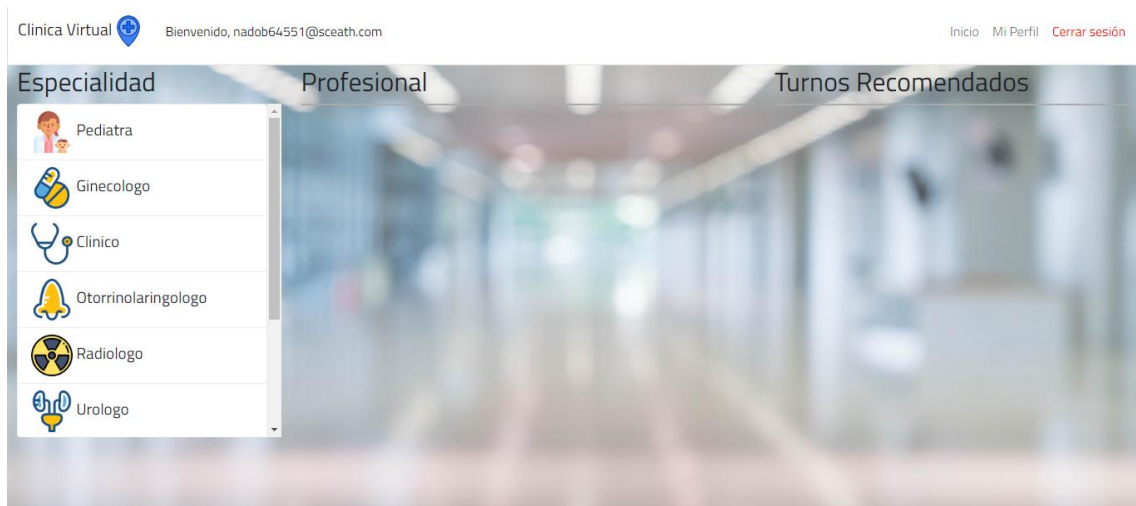 Clinica Virtual
Bienvenido, nadob64551@sceath.com
Inicio Mi Perfil Cerrar sesión
Especialidad
Profesional
Turnos Recomendados
Pediatra
Ginecologo
Clinico
Otorrinolaringologo
Radiologo
Urologo